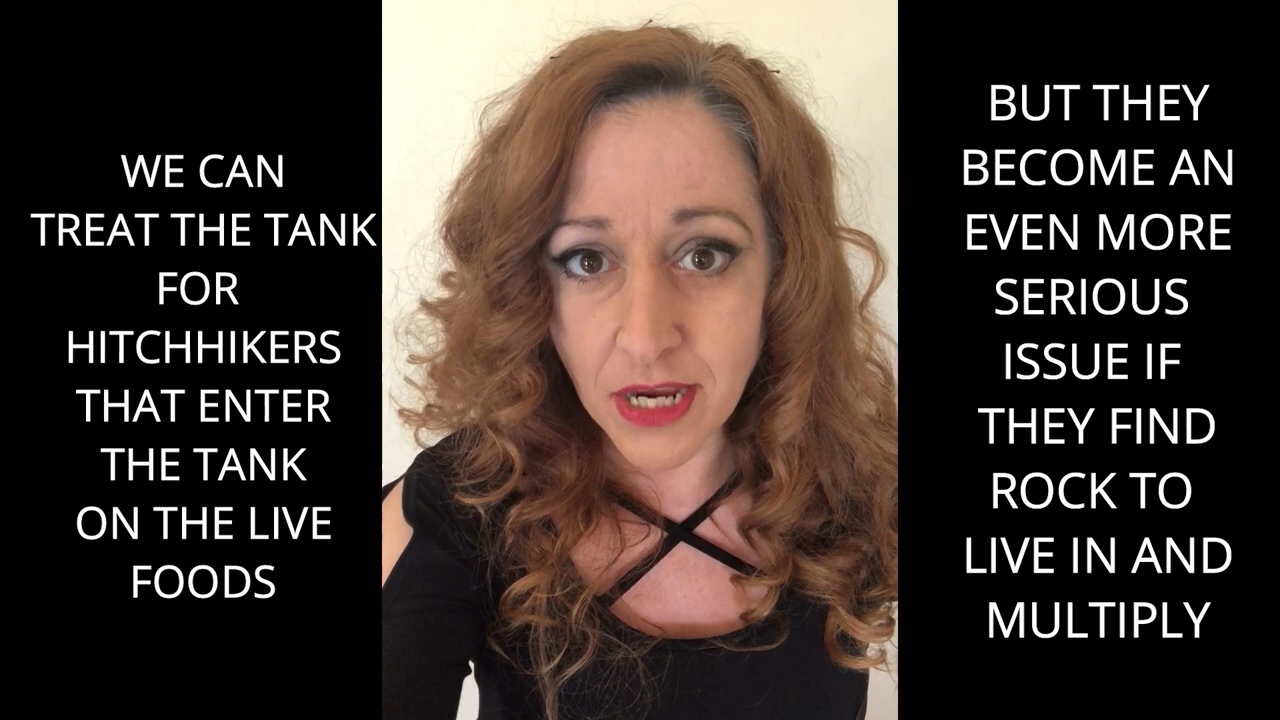 WE CAN
TREAT THE TANK
FOR
HITCHHIKERS
THAT ENTER
THE TANK
ON THE LIVE
FOODS
BUT THEY
BECOME AN
EVEN MORE
SERIOUS
ISSUE IF
THEY FIND
ROCK TO
LIVE IN AND
MULTIPLY